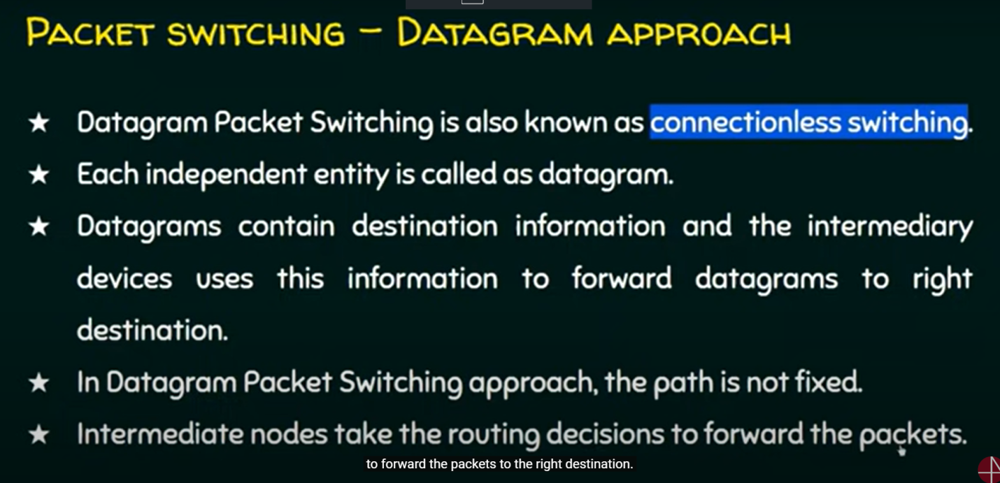 PACKET SWITCHING – DATAGRAM APPROACH
★ Datagram Packet Switching is also known as connectionless switching.
★ Each independent entity is called as datagram.
★ Datagrams contain destination information and the intermediary
devices uses this information to forward datagrams to right
destination.
★ In Datagram Packet Switching approach, the path is not fixed.
★ Intermediate nodes take the routing decisions to forward the packets.
to forward the packets to the right destination.